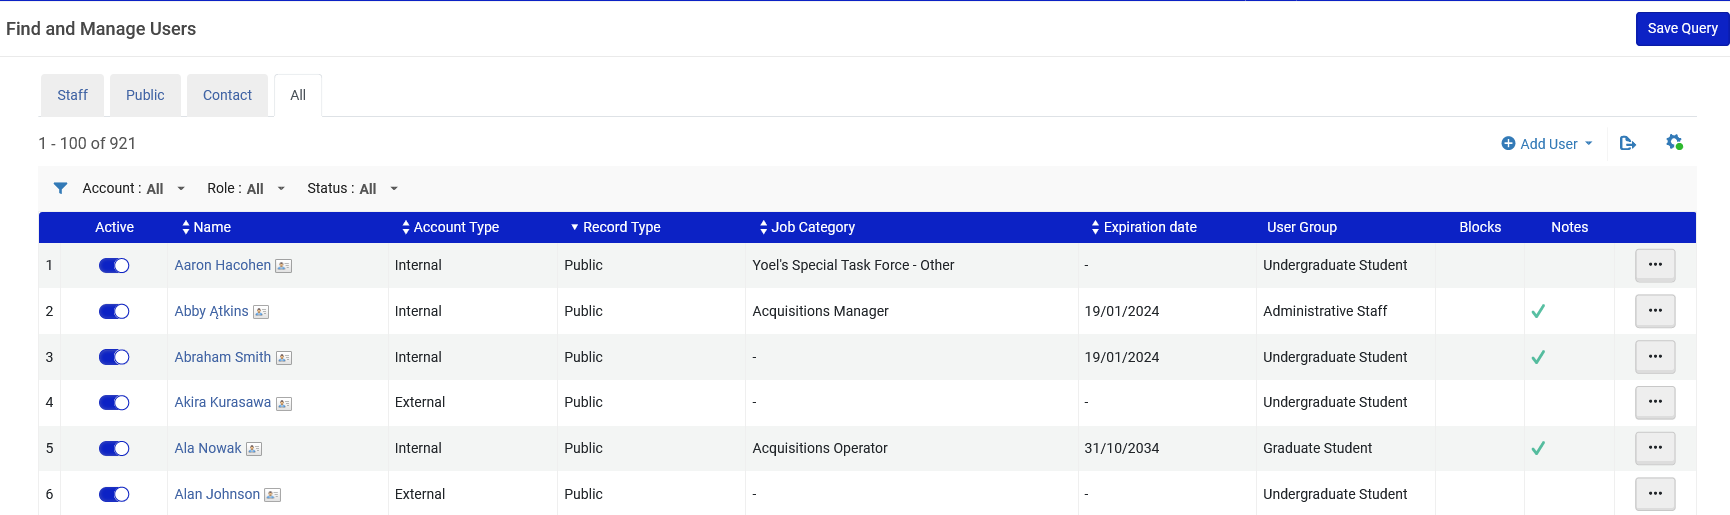 Find and Manage Users
Save Query
Staff Public Contact All
1 - 100 of 921
Add User
Account : All Role : All Status : All
Active Name Account Type Record Type Job Category Expiration date User Group Blocks Notes
1 Aaron Hacohen Internal Public Yoel's Special Task Force - Other - Undergraduate Student
2 Abby Ątkins Internal Public Acquisitions Manager 19/01/2024 Administrative Staff
3 Abraham Smith Internal Public - 19/01/2024 Undergraduate Student
4 Akira Kurasawa External Public - - Undergraduate Student
5 Ala Nowak Internal Public Acquisitions Operator 31/10/2034 Graduate Student
6 Alan Johnson External Public - - Undergraduate Student